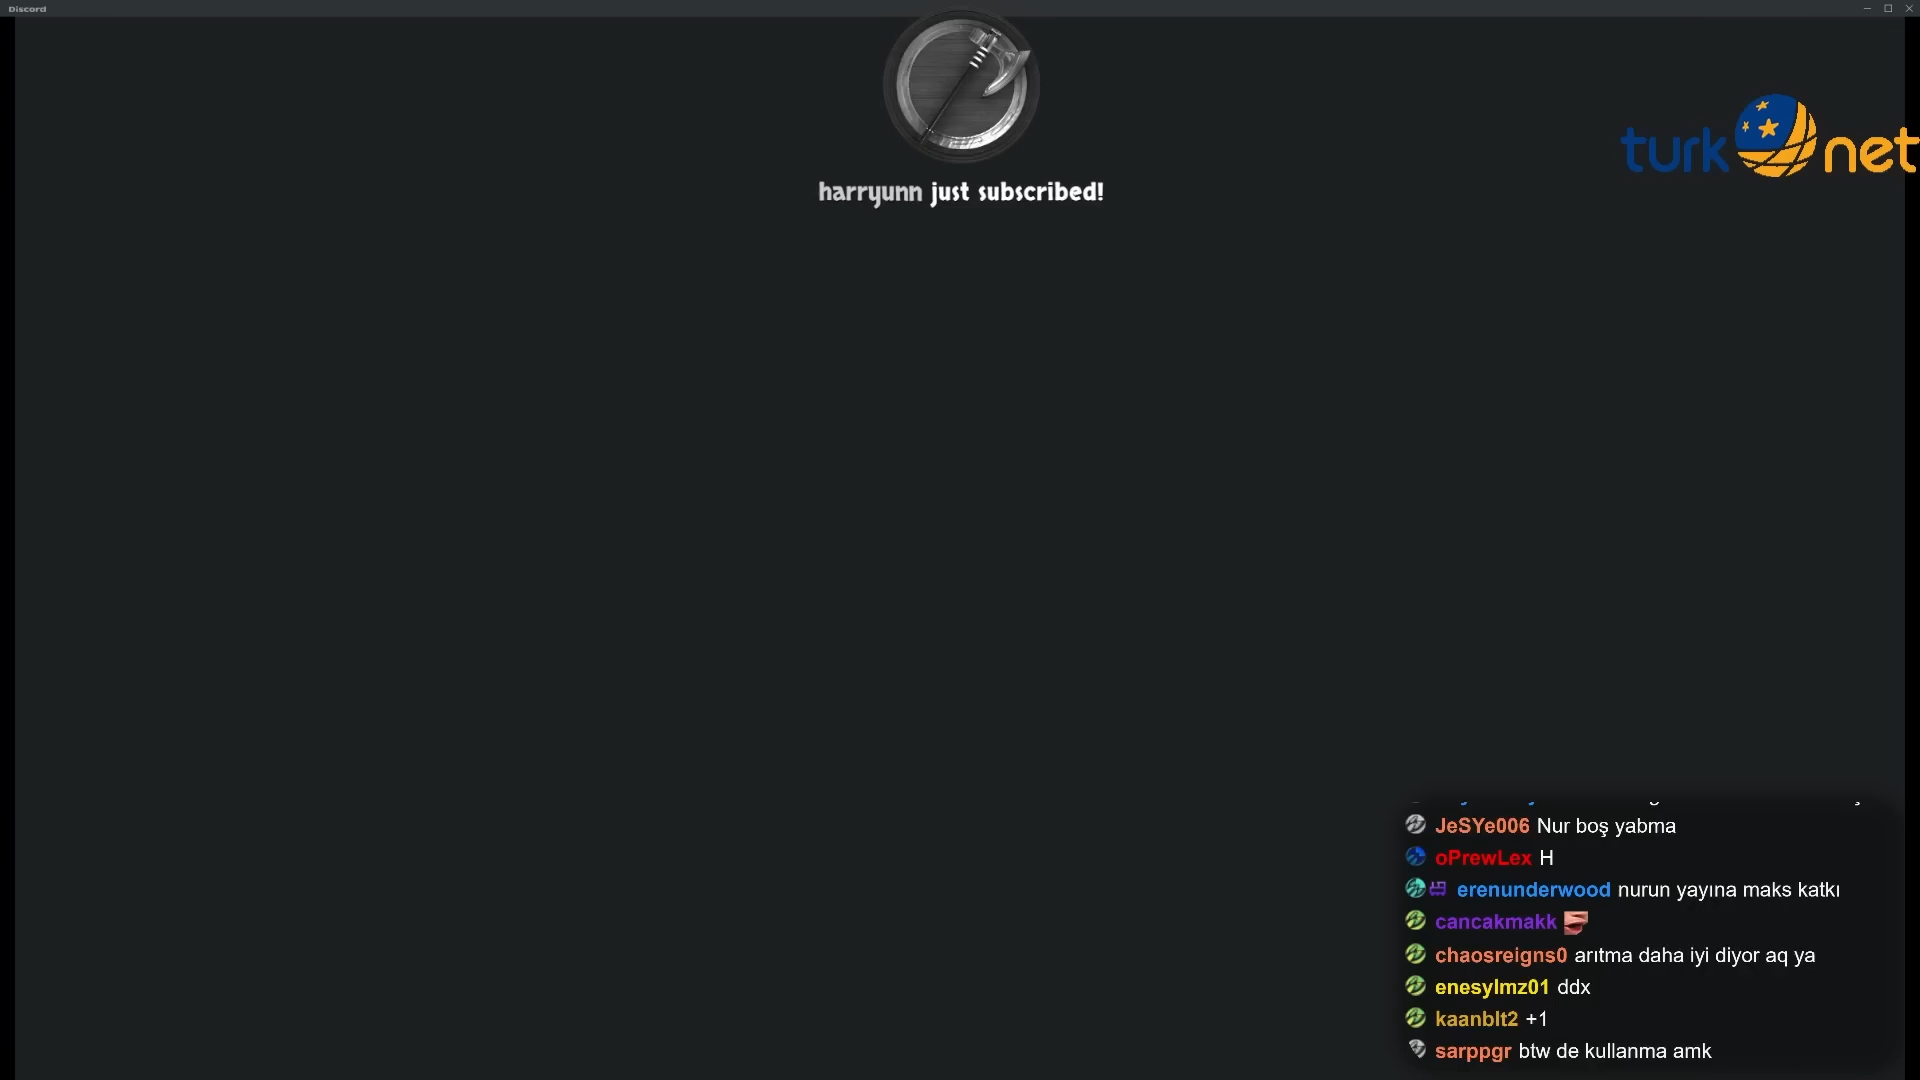 Discord
harryunn just subscribed!
turk net
JeSYe006 Nur boş yabma
oPrewLex H
erenunderwood nurun yayına maks katkı
cancakmakk
chaosreigns0 arıtma daha iyi diyor aq ya
enesylmz01 ddx
kaanblt2 +1
sarppgr btw de kullanma amk